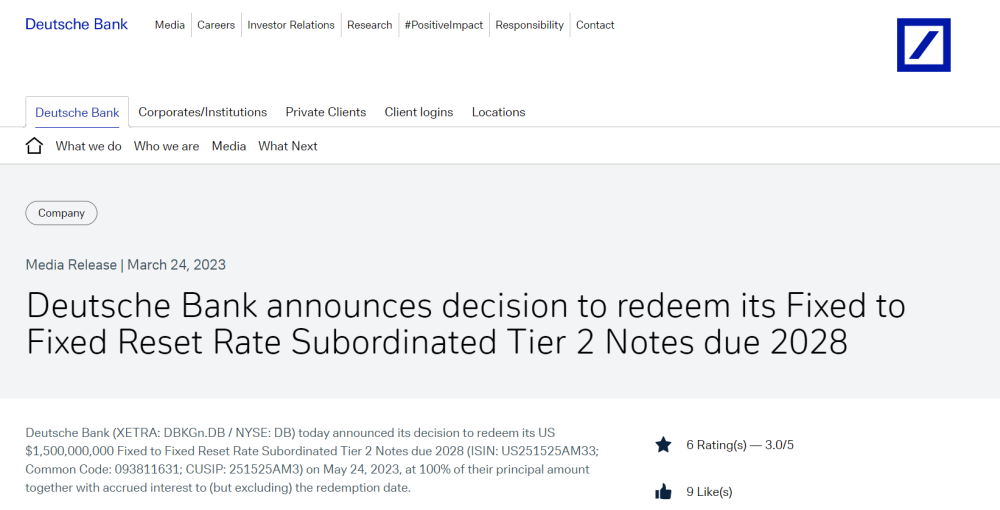 Deutsche Bank
Media
Careers
Investor Relations
Research
#PositiveImpact
Responsibility
Contact
Deutsche Bank
Corporates/Institutions
Private Clients
Client logins
Locations
What we do
Who we are
Media
What Next
Company
Media Release | March 24, 2023
Deutsche Bank announces decision to redeem its Fixed to
Fixed Reset Rate Subordinated Tier 2 Notes due 2028
Deutsche Bank (XETRA: DBKGn.DB / NYSE: DB) today announced its decision to redeem its US
$1,500,000,000 Fixed to Fixed Reset Rate Subordinated Tier 2 Notes due 2028 (ISIN: US251525AM33;
Common Code: 093811631; CUSIP: 251525AM3) on May 24, 2023, at 100% of their principal amount
together with accrued interest to (but excluding) the redemption date.
6 Rating(s) — 3.0/5
9 Like(s)